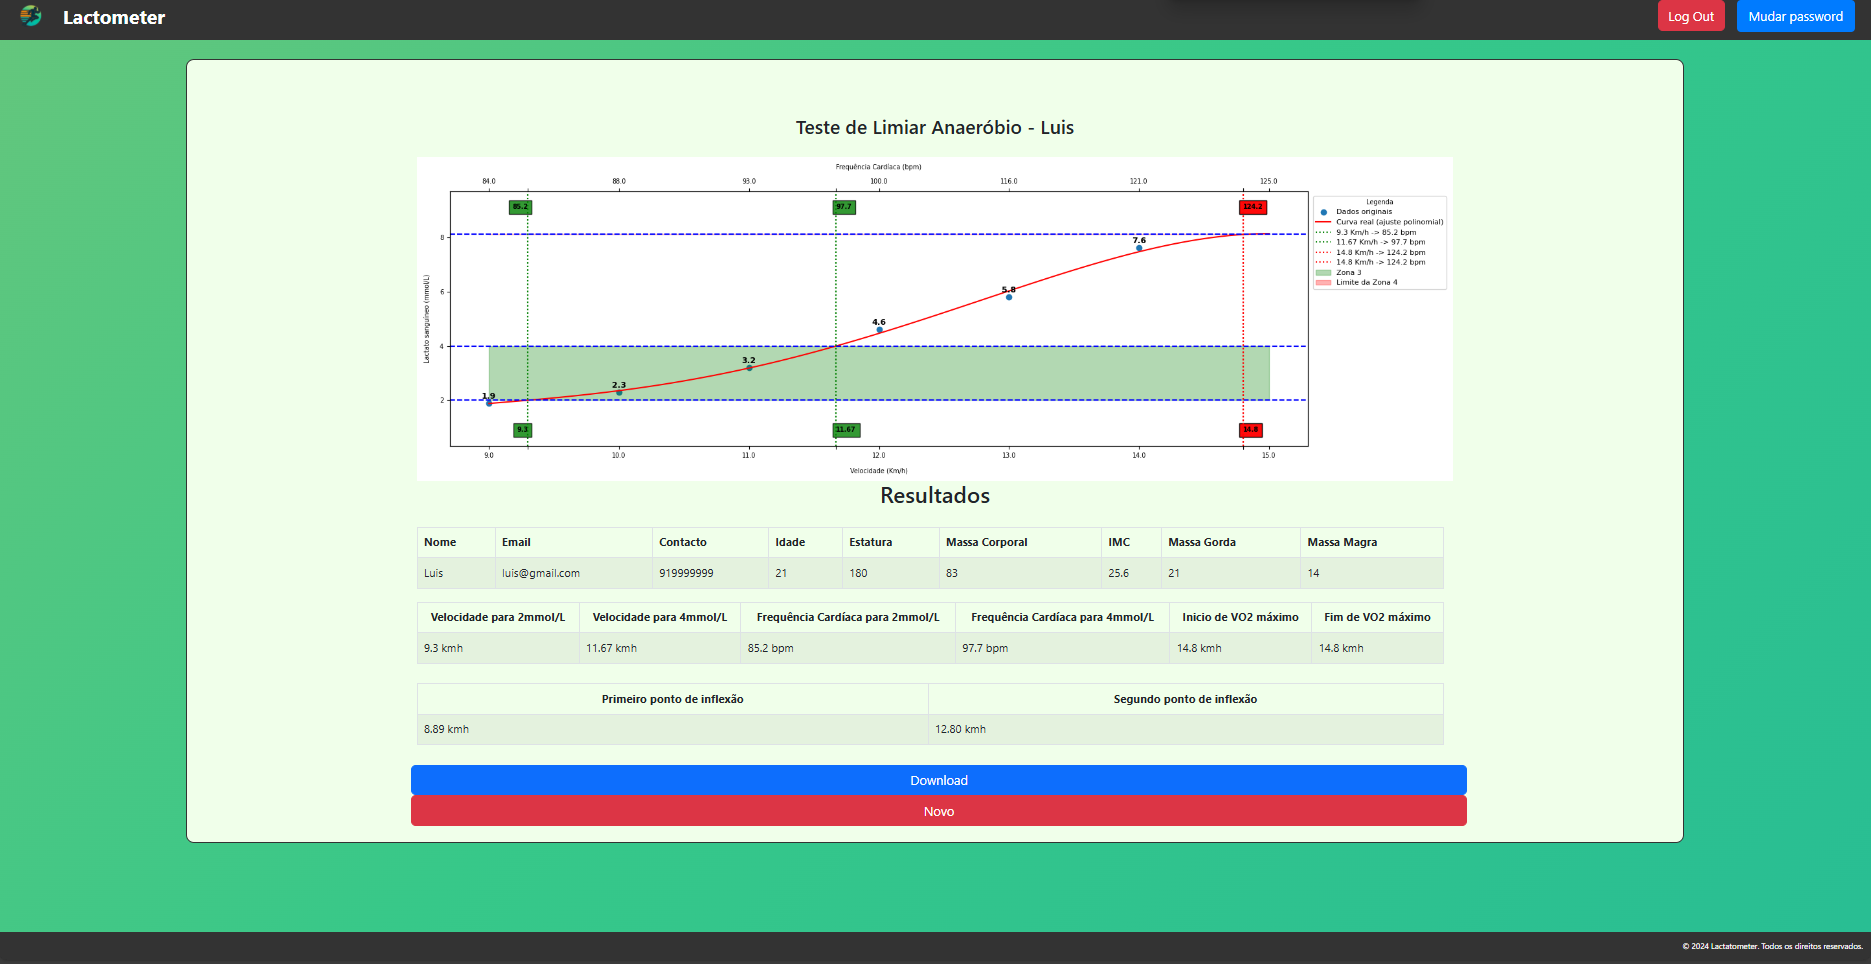 Lactometer
Log Out
Mudar password
Teste de Limiar Anaeróbio - Luis
Frequência Cardíaca (bpm)
84.0 88.0 93.0 100.0 116.0 121.0 125.0
85.2 97.7 124.2
Legenda
Dados originais
Curva real (ajuste polinomial)
9.3 Km/h -> 85.2 bpm
11.67 Km/h -> 97.7 bpm
14.8 Km/h -> 124.2 bpm
14.8 Km/h -> 124.2 bpm
Zona 3
Limite da Zona 4
Lactato sanguíneo (mmol/L)
8
6
4
2
1.9
2.3
3.2
4.6
5.8
7.6
9.3 11.67 14.8
9.0 10.0 11.0 12.0 13.0 14.0 15.0
Velocidade (Km/h)
Resultados
Nome Email Contacto Idade Estatura Massa Corporal IMC Massa Gorda Massa Magra
Luis luis@gmail.com 919999999 21 180 83 25.6 21 14
Velocidade para 2mmol/L Velocidade para 4mmol/L Frequência Cardíaca para 2mmol/L Frequência Cardíaca para 4mmol/L Inicio de VO2 máximo Fim de VO2 máximo
9.3 kmh 11.67 kmh 85.2 bpm 97.7 bpm 14.8 kmh 14.8 kmh
Primeiro ponto de inflexão Segundo ponto de inflexão
8.89 kmh 12.80 kmh
Download
Novo
© 2024 Lactatometer. Todos os direitos reservados.